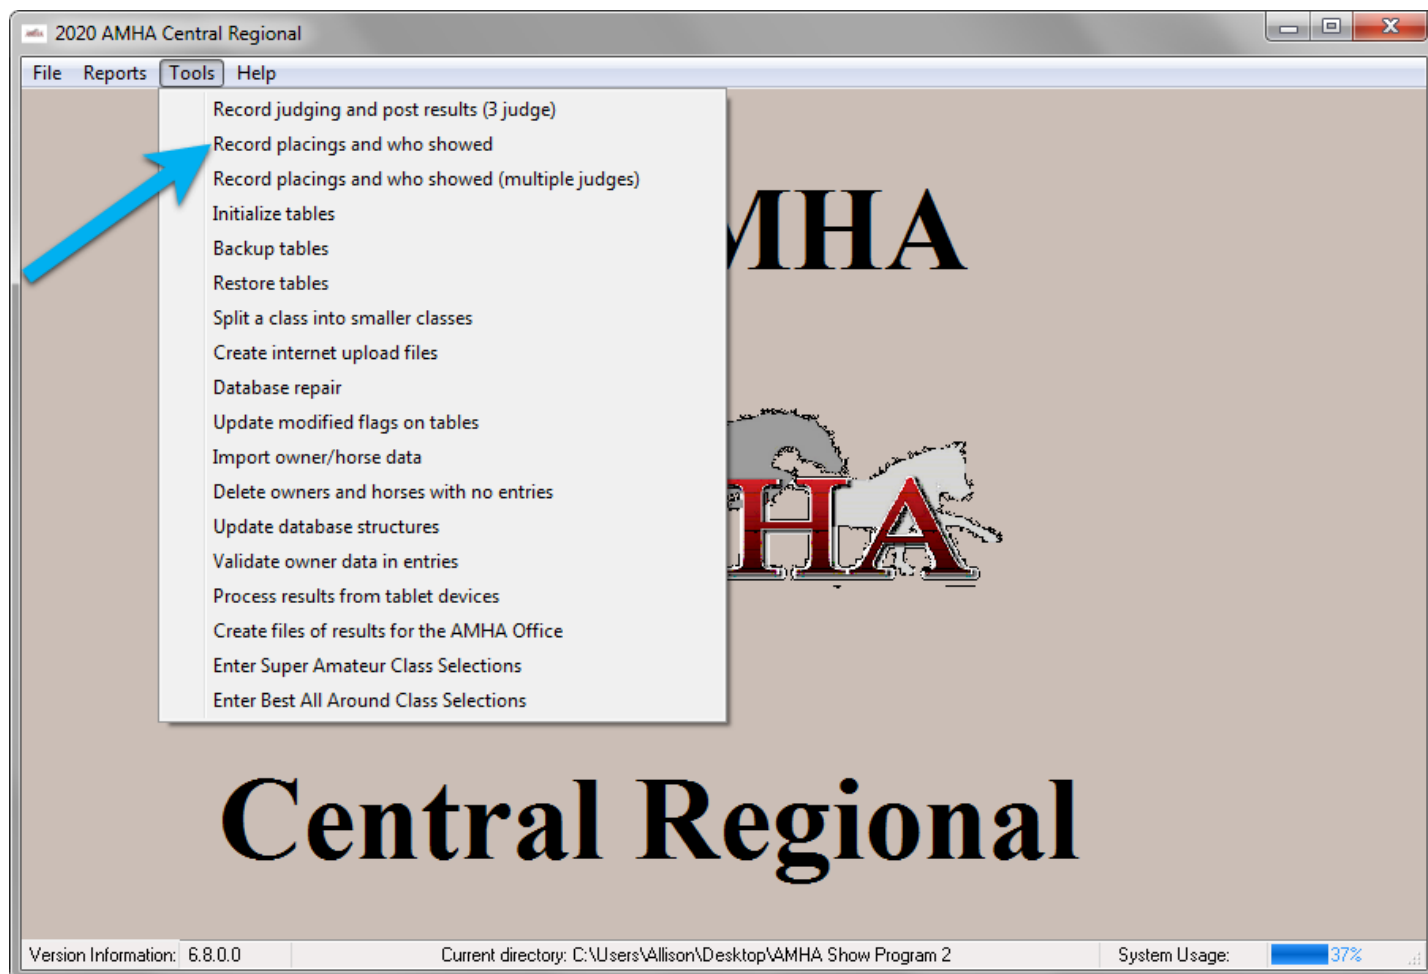 2020 AMHA Central Regional
File Reports Tools Help
Record judging and post results (3 judge)
Record placings and who showed
Record placings and who showed (multiple judges)
Initialize tables
Backup tables
Restore tables
Split a class into smaller classes
Create internet upload files
Database repair
Update modified flags on tables
Import owner/horse data
Delete owners and horses with no entries
Update database structures
Validate owner data in entries
Process results from tablet devices
Create files of results for the AMHA Office
Enter Super Amateur Class Selections
Enter Best All Around Class Selections
MHA
HA
Central Regional
Version Information: 6.8.0.0 Current directory: C:\Users\Allison\Desktop\AMHA Show Program 2 System Usage: 37%